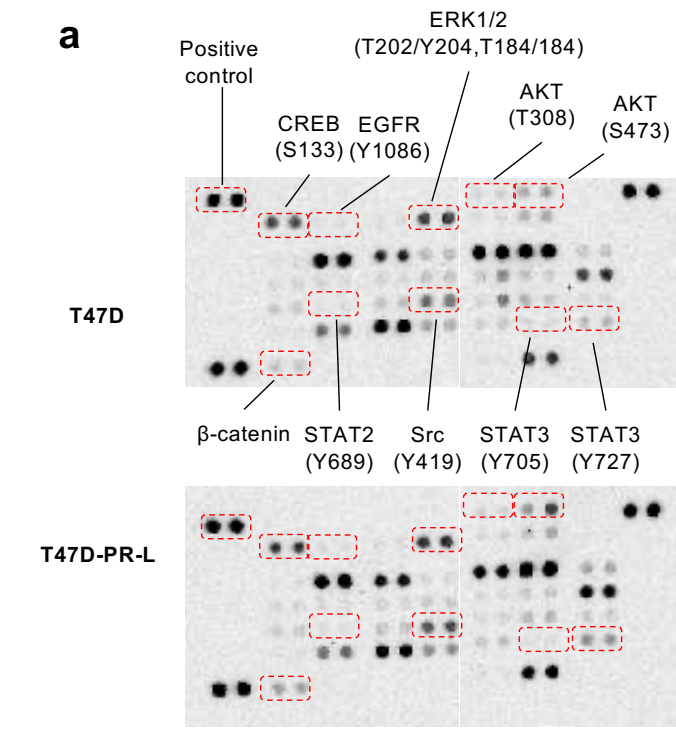 a
Positive
control
CREB
(S133)
EGFR
(Y1086)
ERK1/2
(T202/Y204,T184/184)
AKT
(T308)
AKT
(S473)
T47D
β-catenin
STAT2
(Y689)
Src
(Y419)
STAT3
(Y705)
STAT3
(Y727)
T47D-PR-L